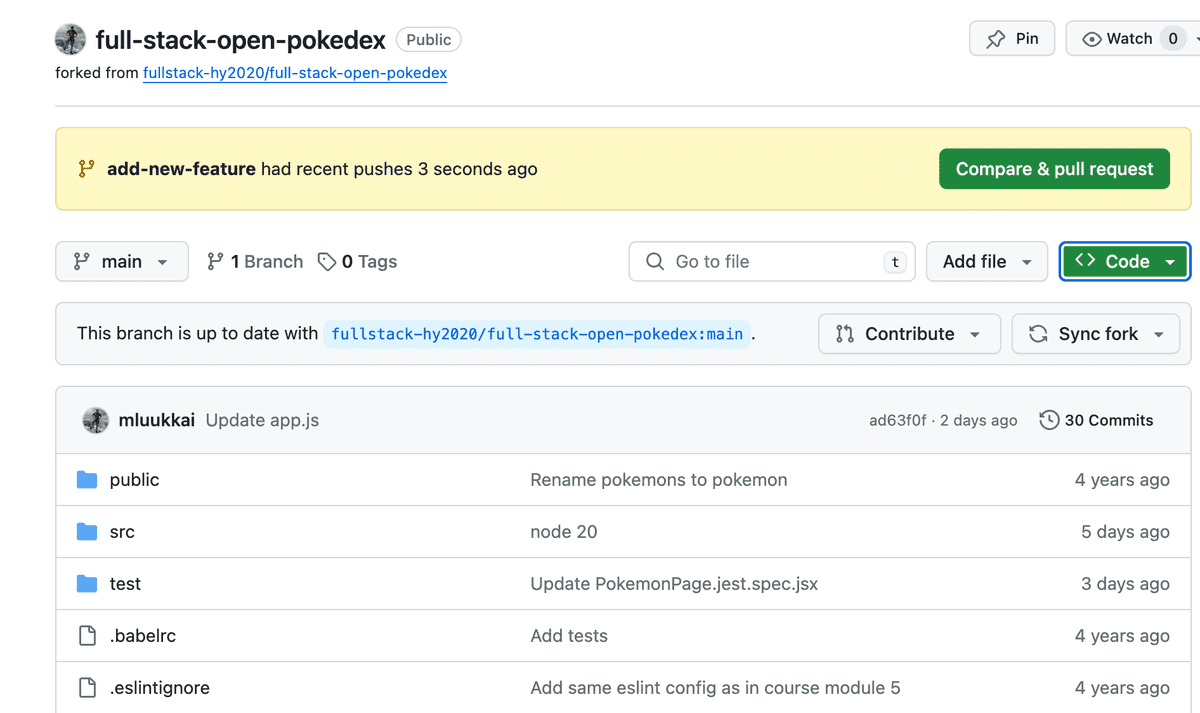 full-stack-open-pokedex Public Pin Watch 0
forked from fullstack-hy2020/full-stack-open-pokedex
add-new-feature had recent pushes 3 seconds ago Compare & pull request
main 1 Branch 0 Tags Go to file t Add file Code
This branch is up to date with fullstack-hy2020/full-stack-open-pokedex:main . Contribute Sync fork
mluukkai Update app.js ad63f0f · 2 days ago 30 Commits
public Rename pokemons to pokemon 4 years ago
src node 20 5 days ago
test Update PokemonPage.jest.spec.jsx 3 days ago
.babelrc Add tests 4 years ago
.eslintignore Add same eslint config as in course module 5 4 years ago